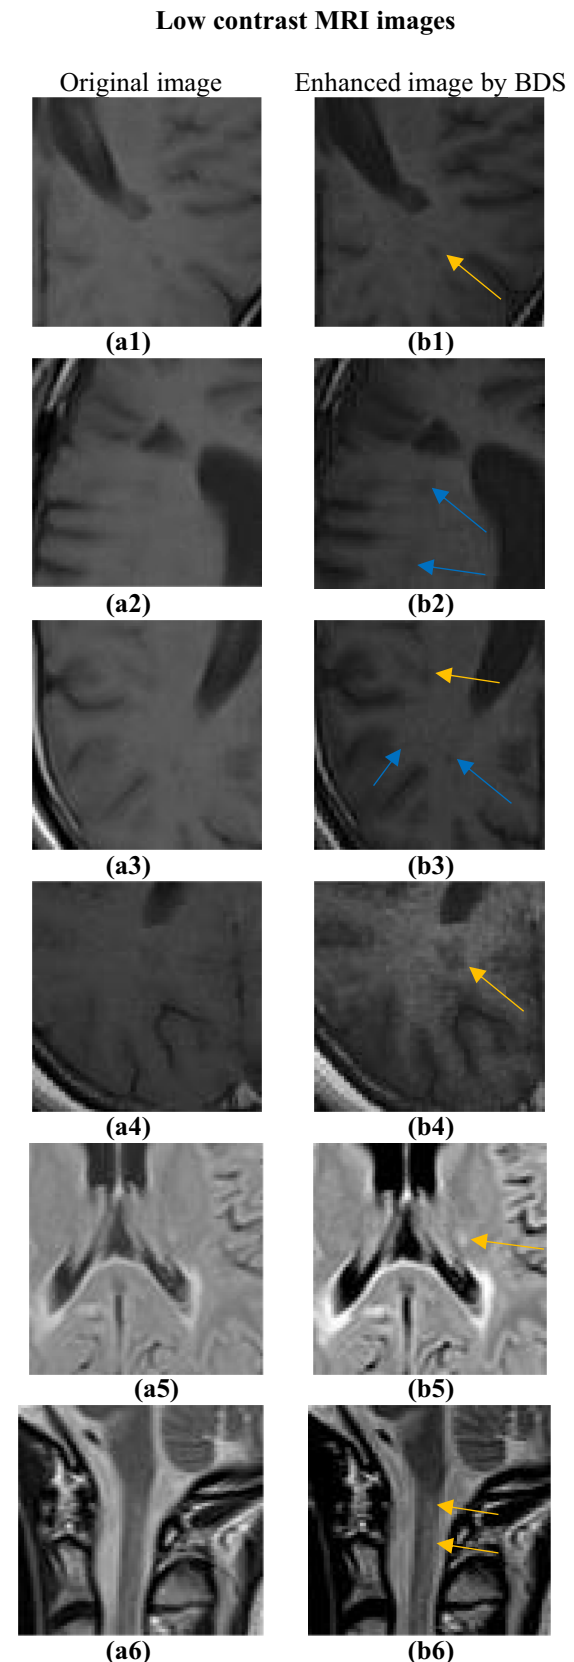 Low contrast MRI images
Original image Enhanced image by BDS
(a1) (b1)
(a2) (b2)
(a3) (b3)
(a4) (b4)
(a5) (b5)
(a6) (b6)